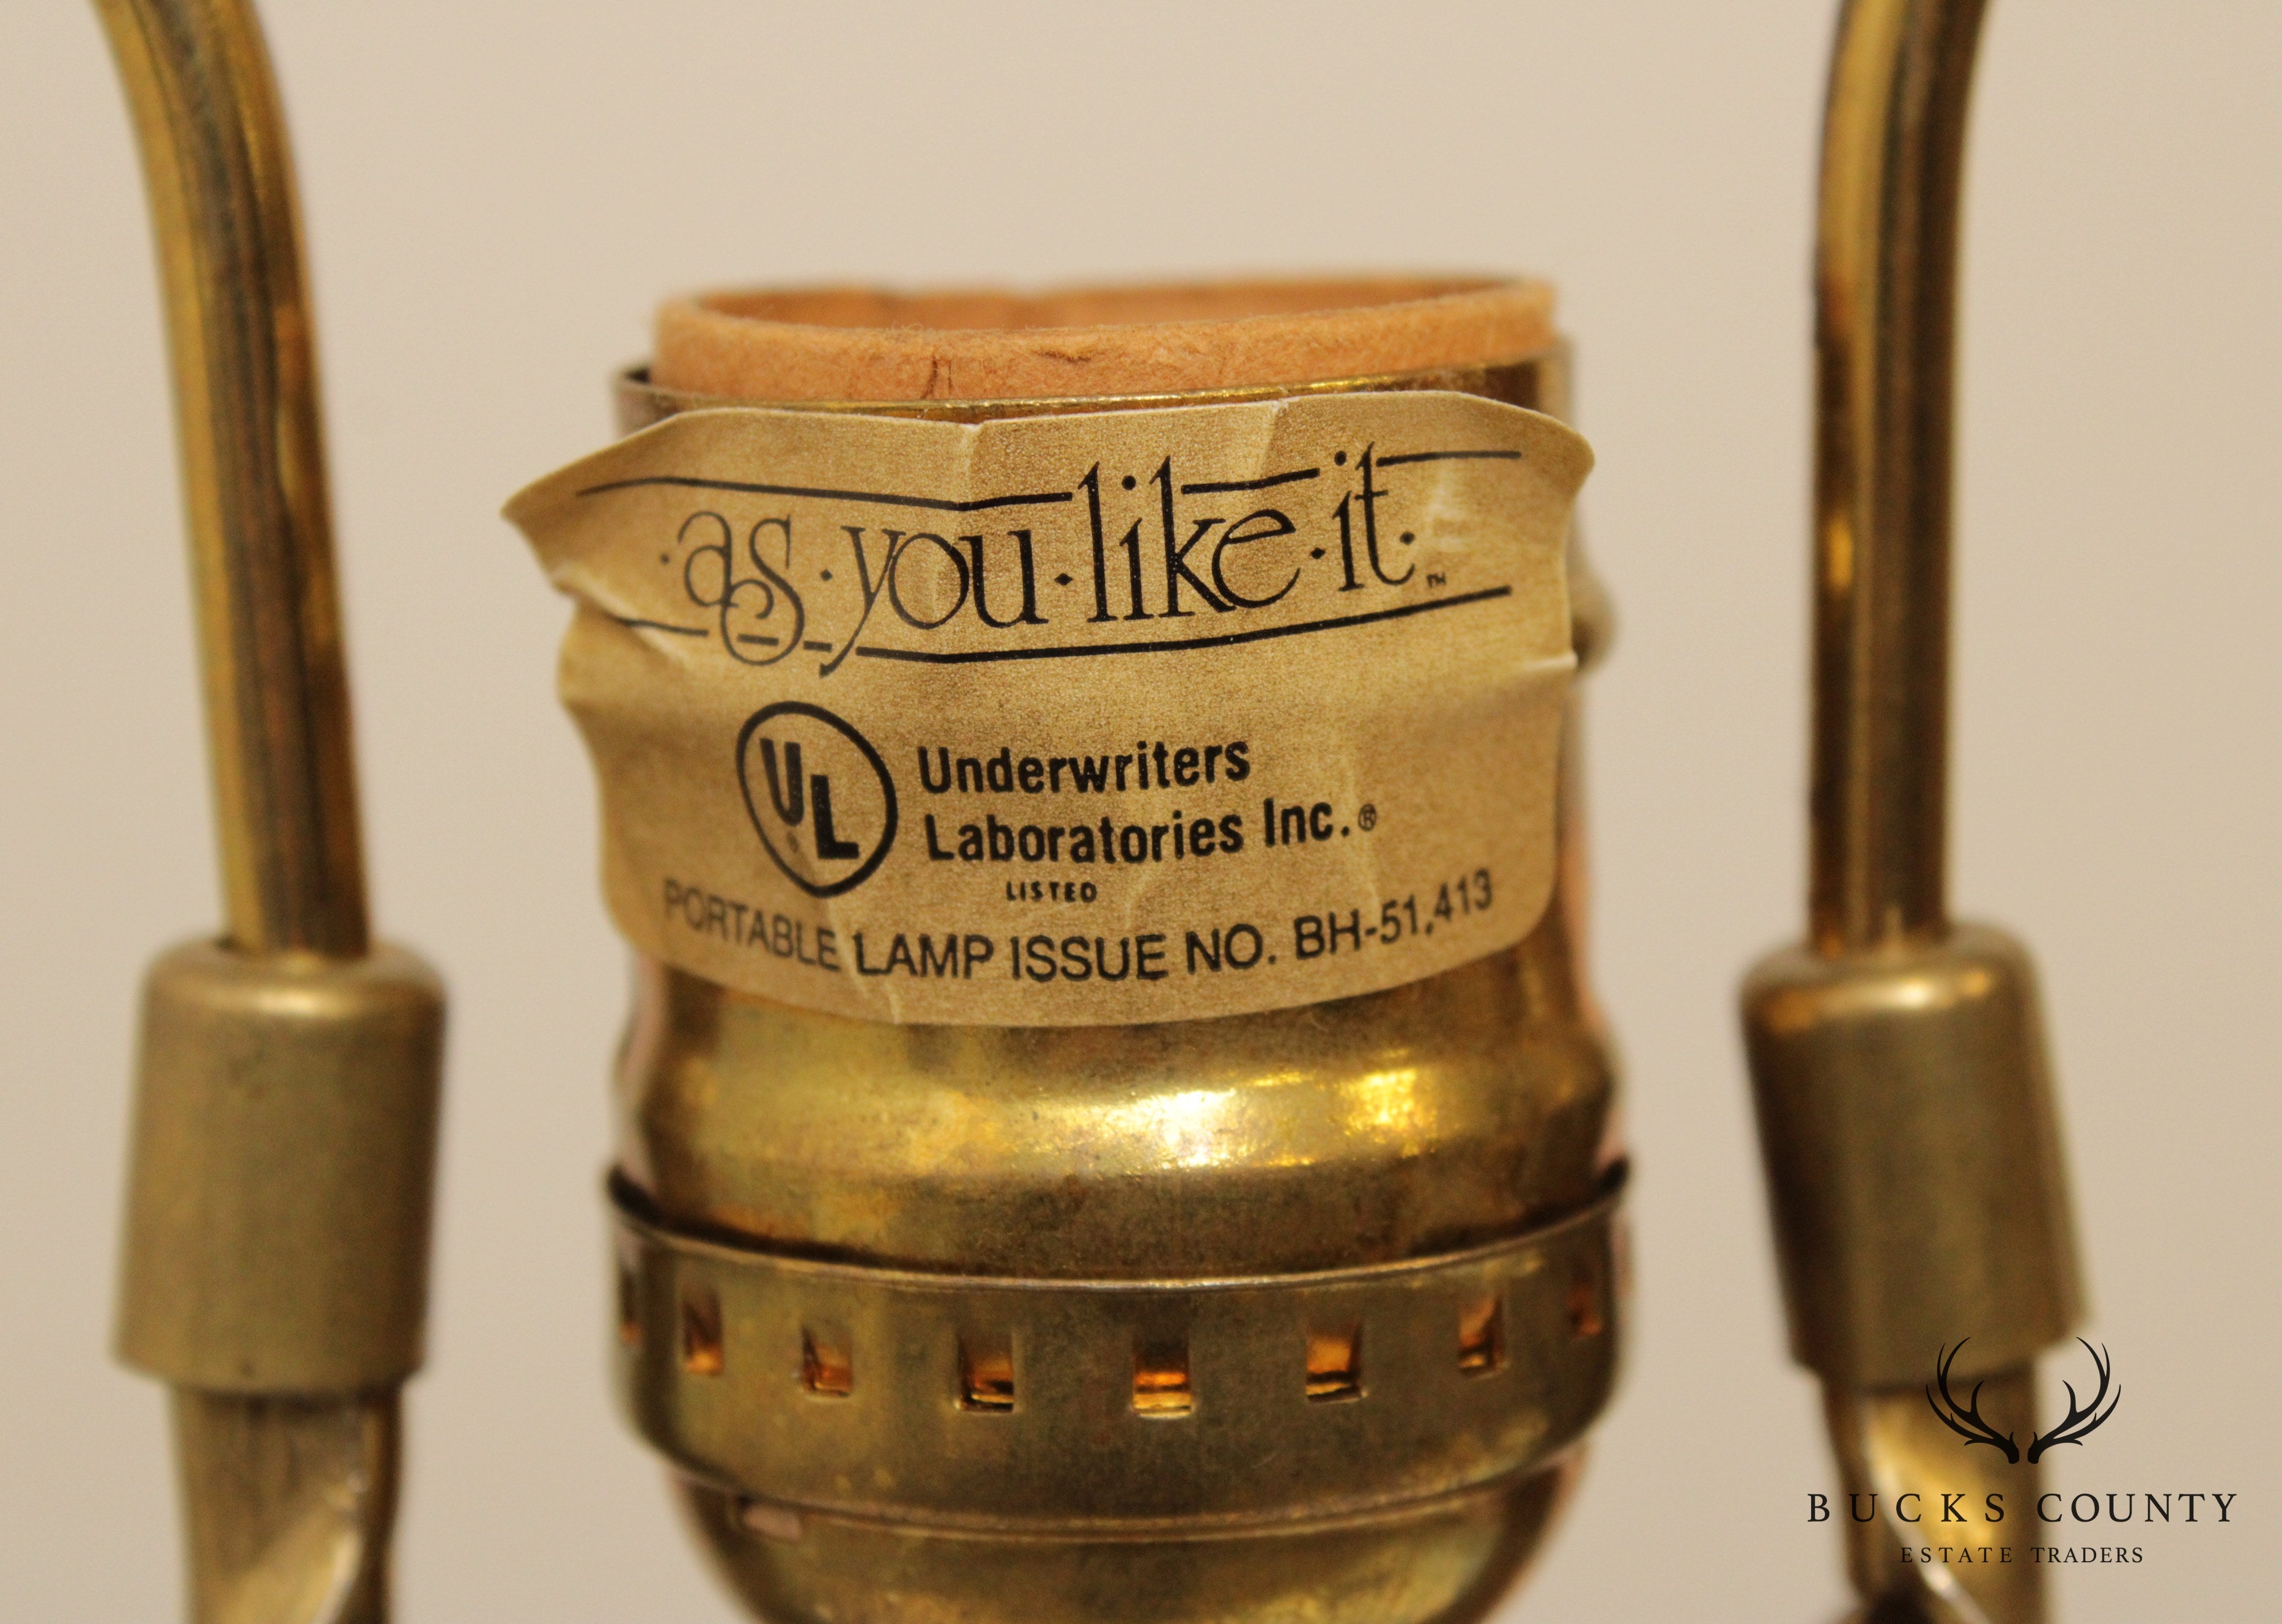 ·as·you·like·it·™
UL®
Underwriters
Laboratories Inc.®
LISTED
PORTABLE LAMP ISSUE NO. BH-51,413
BUCKS COUNTY
ESTATE TRADERS